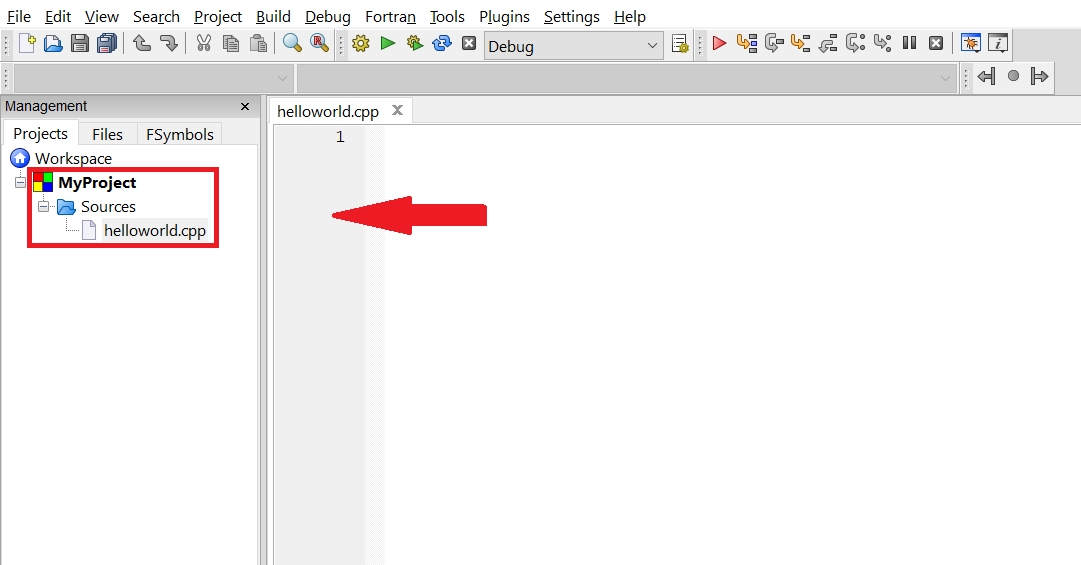 File Edit View Search Project Build Debug Fortran Tools Plugins Settings Help
Debug
Management
Projects Files FSymbols
Workspace
MyProject
Sources
helloworld.cpp
helloworld.cpp
1